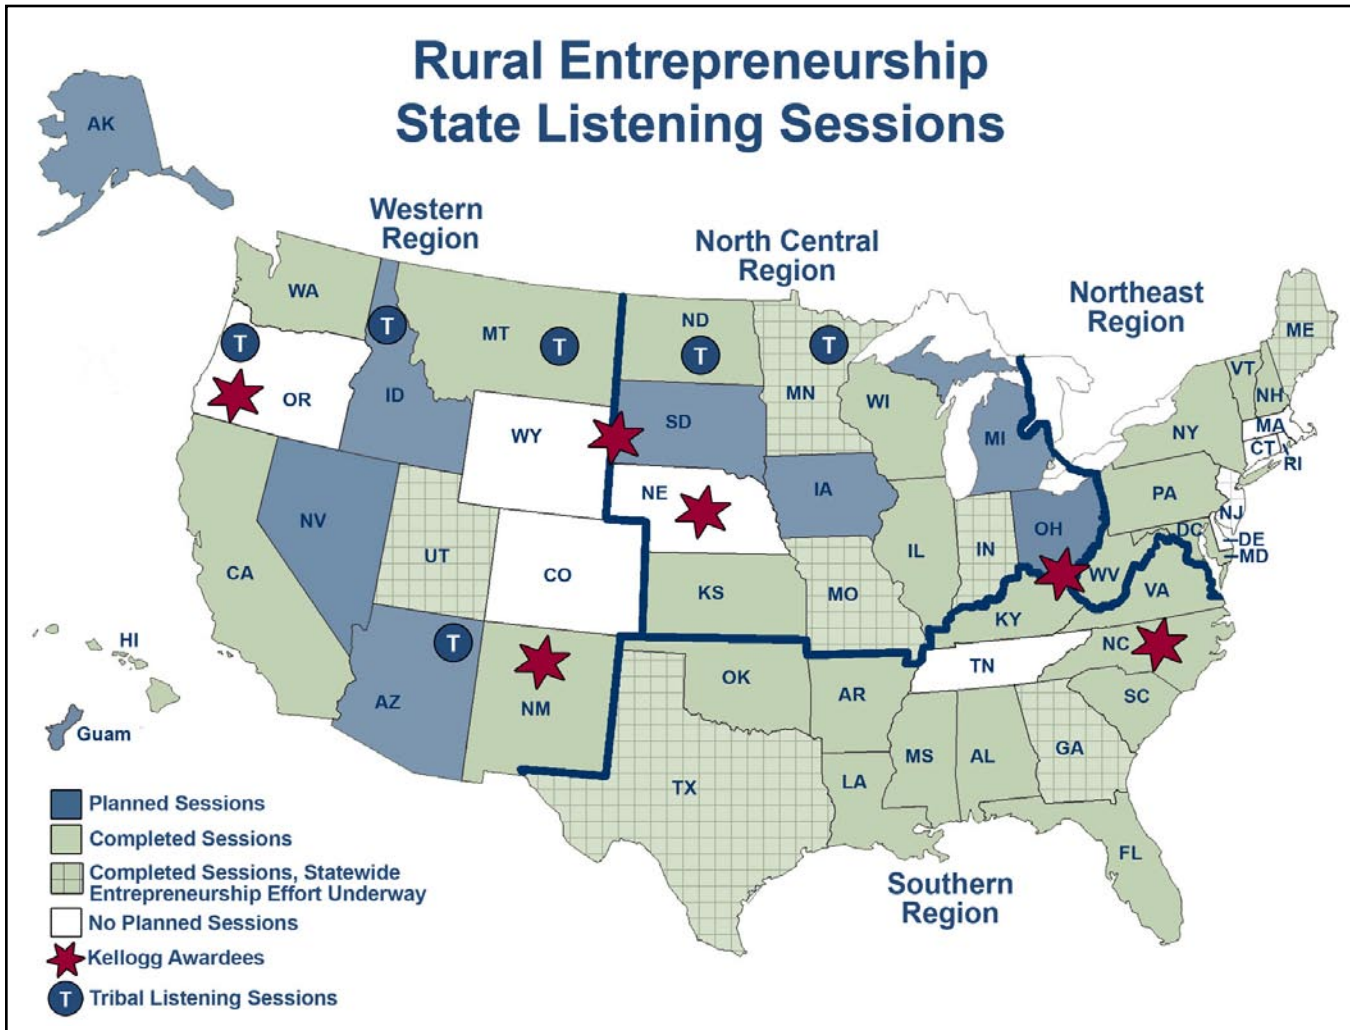 Rural Entrepreneurship
State Listening Sessions
AK
Western
Region
North Central
Region
Northeast
Region
WA
MT
ND
MN
ME
VT
NH
T
T
T
T
T
OR
ID
WY
SD
WI
MI
NY
MA
CT
RI
NE
IA
PA
NJ
NV
UT
CO
IL
IN
OH
DC
DE
MD
CA
KS
MO
WV
VA
KY
HI
T
NC
TN
AZ
NM
OK
AR
SC
Guam
TX
MS
AL
GA
LA
FL
Southern
Region
Planned Sessions
Completed Sessions
Completed Sessions, Statewide
Entrepreneurship Effort Underway
No Planned Sessions
Kellogg Awardees
T Tribal Listening Sessions